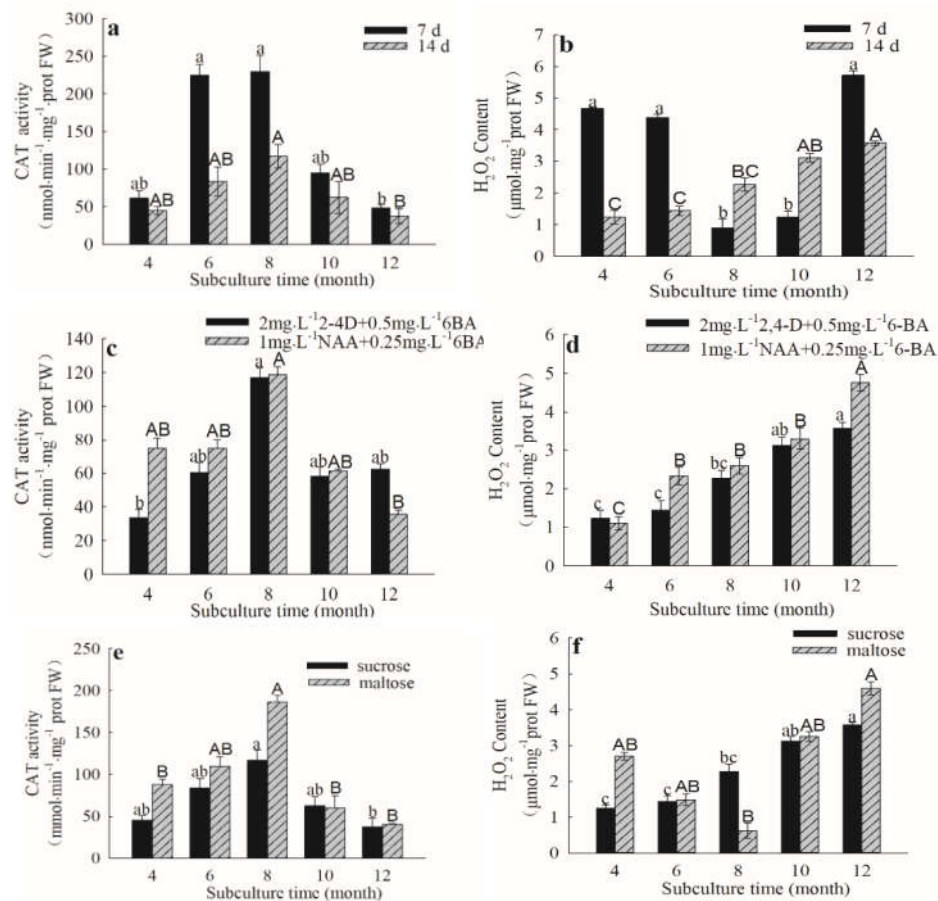 a
7 d
14 d
CAT activity
(nmol·min⁻¹·mg⁻¹·prot FW)
300
250
200
150
100
50
0
ab AB
a AB
a A
ab AB
b B
4 6 8 10 12
Subculture time (month)
b
7 d
14 d
H₂O₂ Content
(μmol·mg⁻¹prot FW)
7
6
5
4
3
2
1
0
a C
a C
b BC
b AB
a A
4 6 8 10 12
Subculture time (month)
c
2mg·L⁻¹2-4D+0.5mg·L⁻¹6BA
1mg·L⁻¹NAA+0.25mg·L⁻¹6BA
CAT activity
(nmol·min⁻¹·mg⁻¹ prot FW)
140
120
100
80
60
40
20
0
b AB
ab AB
a A
ab AB
ab B
4 6 8 10 12
Subculture time (month)
d
2mg·L⁻¹2,4-D+0.5mg·L⁻¹6-BA
1mg·L⁻¹NAA+0.25mg·L⁻¹6-BA
H₂O₂ Content
(μmol·mg⁻¹prot FW)
5
4
3
2
1
0
c C
c B
bc B
ab B
a A
4 6 8 10 12
Subculture time (month)
e
sucrose
maltose
CAT activity
(nmol·min⁻¹·mg⁻¹ prot FW)
250
200
150
100
50
0
ab B
ab AB
a A
ab B
b B
4 6 8 10 12
Subculture time (month)
f
sucrose
maltose
H₂O₂ Content
(μmol·mg⁻¹prot FW)
6
5
4
3
2
1
0
c AB
c AB
bc B
ab AB
a A
4 6 8 10 12
Subculture time (month)